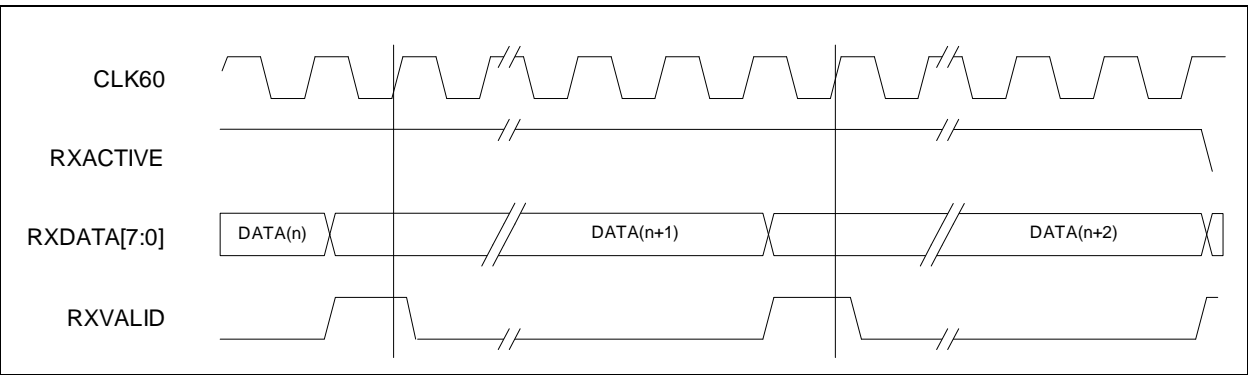 CLK60
RXACTIVE
RXDATA[7:0] DATA(n) DATA(n+1) DATA(n+2)
RXVALID